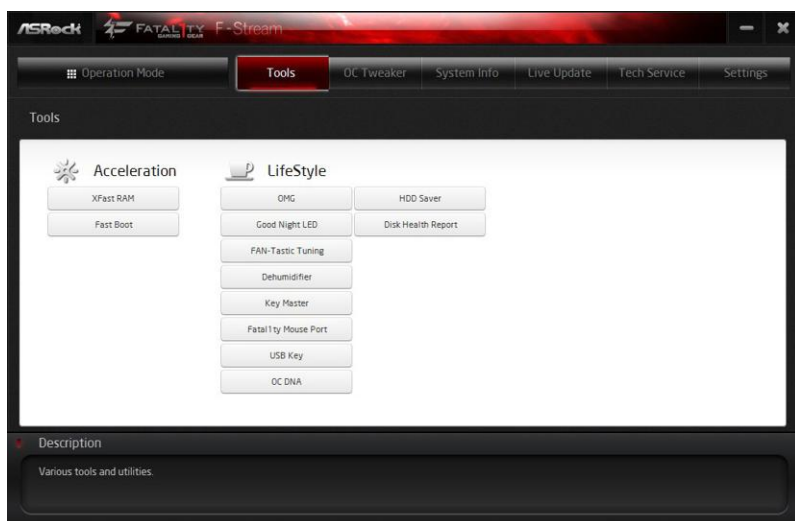 ASRock FATAL1TY GAMING GEAR F-Stream
Operation Mode Tools OC Tweaker System Info Live Update Tech Service Settings
Tools
Acceleration
XFast RAM
Fast Boot
LifeStyle
OMG
Good Night LED
FAN-Tastic Tuning
Dehumidifier
Key Master
Fatal1ty Mouse Port
USB Key
OC DNA
HDD Saver
Disk Health Report
Description
Various tools and utilities.